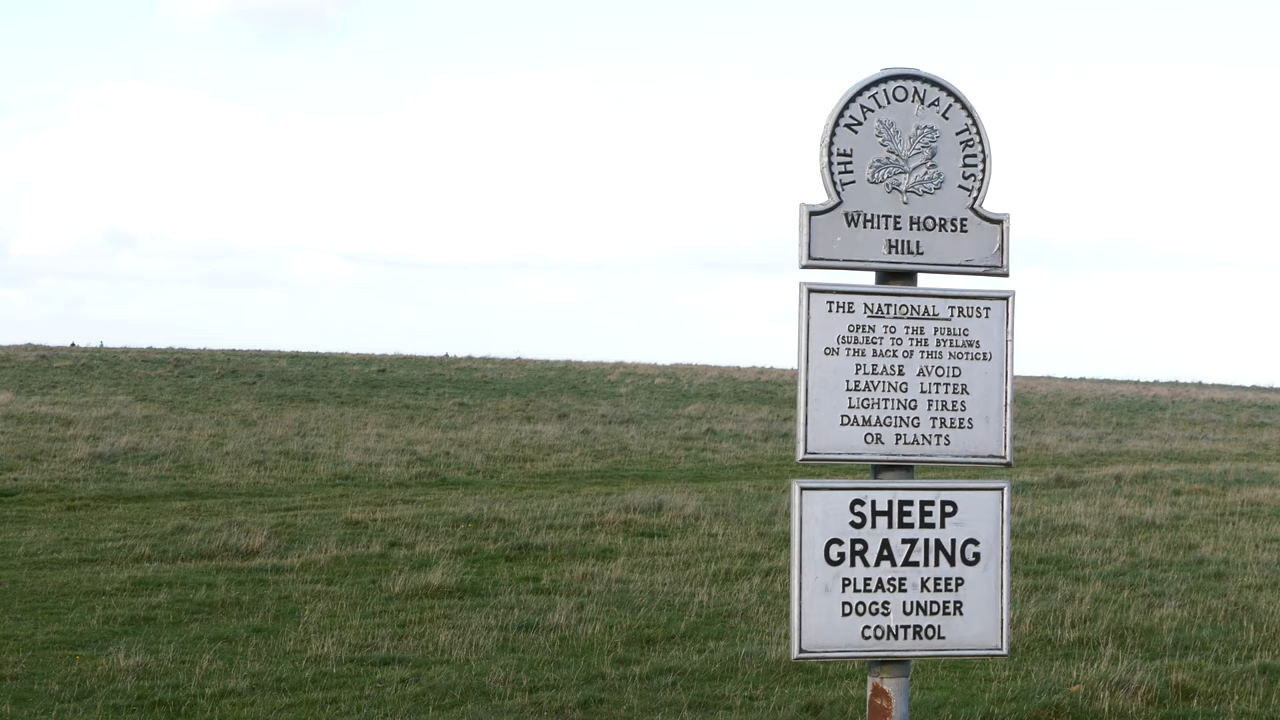 THE NATIONAL TRUST
WHITE HORSE
HILL
THE NATIONAL TRUST
OPEN TO THE PUBLIC
(SUBJECT TO THE BYELAWS
ON THE BACK OF THIS NOTICE)
PLEASE AVOID
LEAVING LITTER
LIGHTING FIRES
DAMAGING TREES
OR PLANTS
SHEEP
GRAZING
PLEASE KEEP
DOGS UNDER
CONTROL